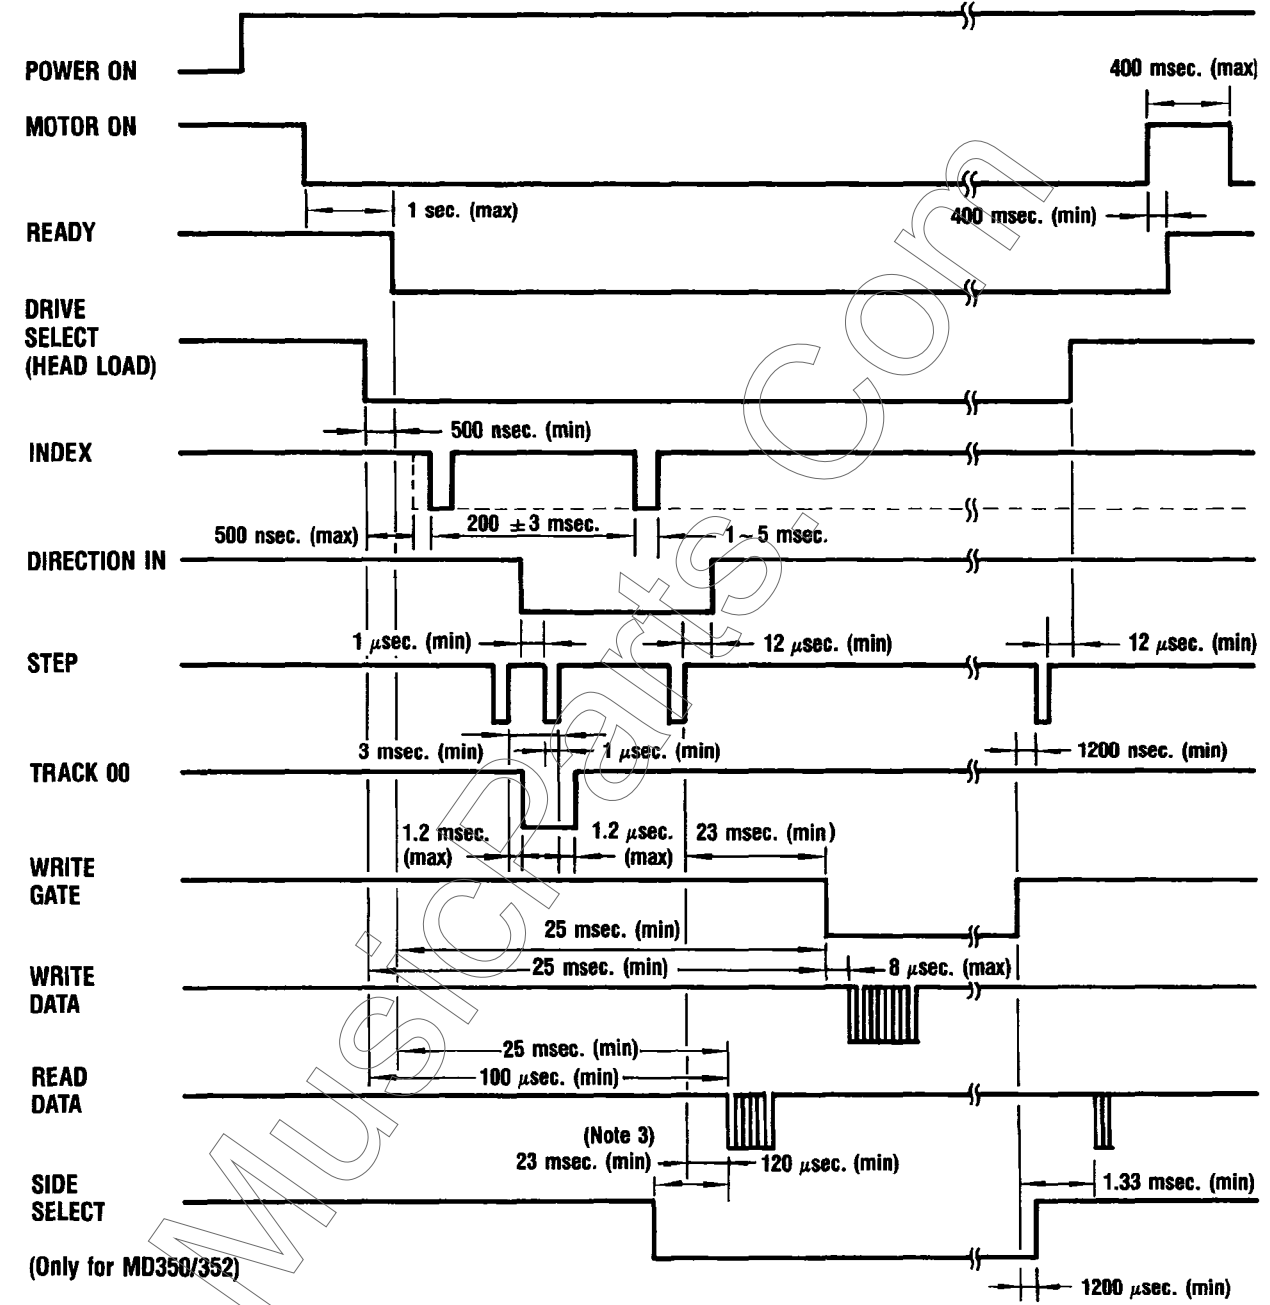 POWER ON
400 msec. (max)
MOTOR ON
1 sec. (max)
400 msec. (min)
READY
DRIVE
SELECT
(HEAD LOAD)
500 nsec. (min)
INDEX
500 nsec. (max)
200 ±3 msec.
1~5 msec.
DIRECTION IN
1 μsec. (min)
12 μsec. (min)
12 μsec. (min)
STEP
3 msec. (min)
1 μsec. (min)
1200 nsec. (min)
TRACK 00
1.2 msec.
(max)
1.2 μsec.
(max)
23 msec. (min)
WRITE
GATE
25 msec. (min)
25 msec. (min)
8 μsec. (max)
WRITE
DATA
25 msec. (min)
100 μsec. (min)
READ
DATA
(Note 3)
23 msec. (min)
120 μsec. (min)
1.33 msec. (min)
SIDE
SELECT
(Only for MD350/352)
1200 μsec. (min)
MusicParts.Com